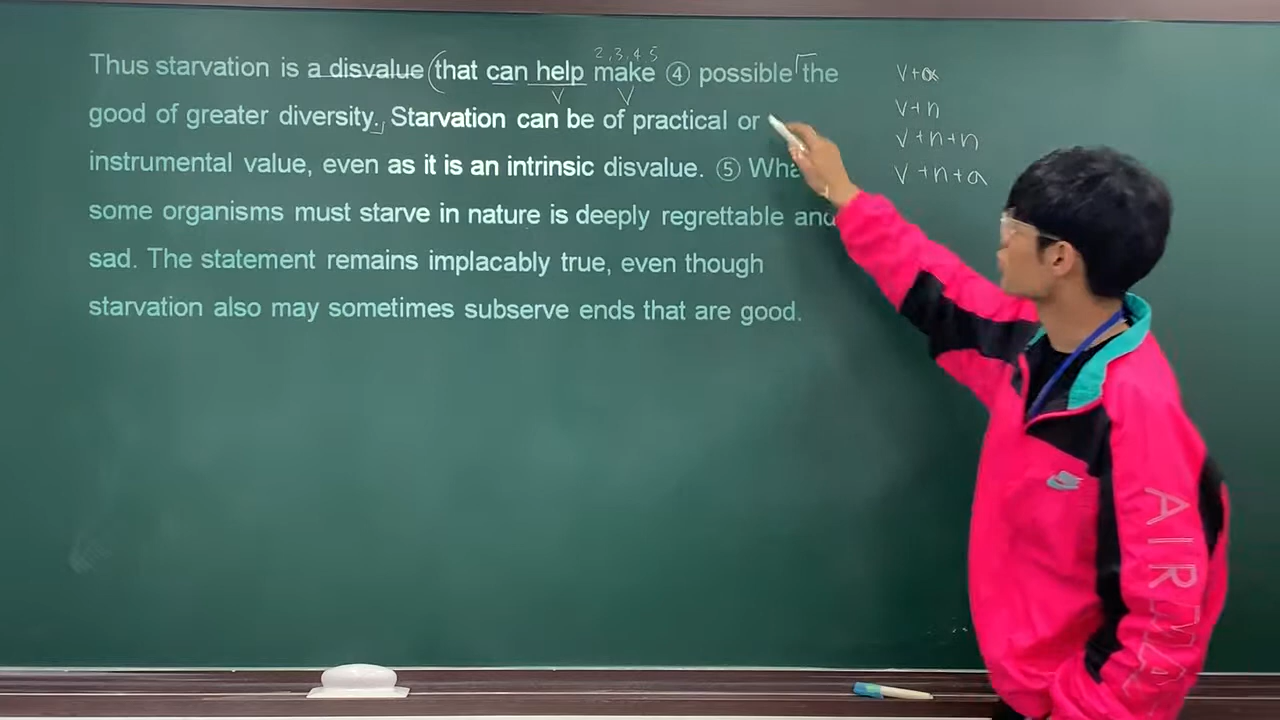 2,3,4 5
Thus starvation is a disvalue (that can help make ④ possible the
V V
good of greater diversity. Starvation can be of practical or
instrumental value, even as it is an intrinsic disvalue. ⑤ Wha
some organisms must starve in nature is deeply regrettable and
sad. The statement remains implacably true, even though
starvation also may sometimes subserve ends that are good.
V+n
V+n+n
V+n+a
AIR